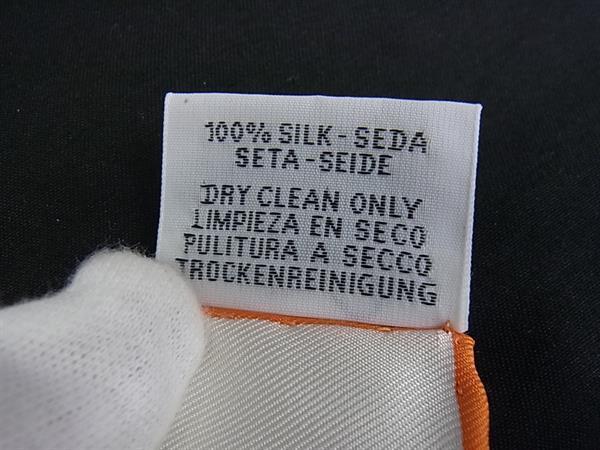 100% SILK - SEDA
SETA - SEIDE
DRY CLEAN ONLY
LIMPIEZA EN SECO
PULITURA A SECCO
TROCKENREINIGUNG